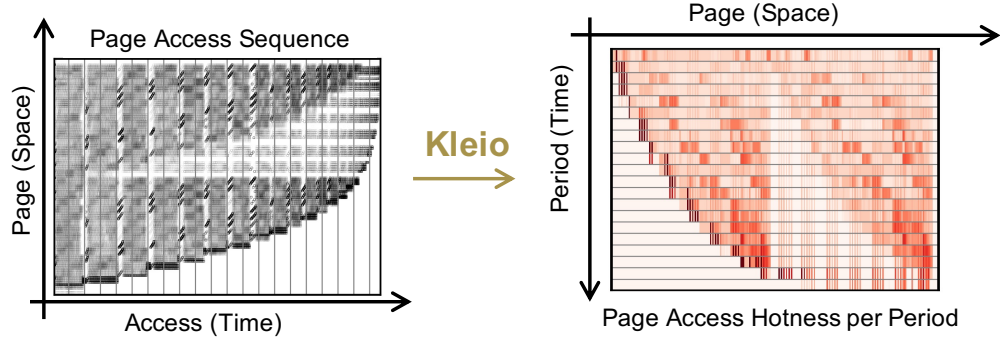 Page Access Sequence
Page (Space)
Access (Time)
Kleio
Page (Space)
Period (Time)
Page Access Hotness per Period